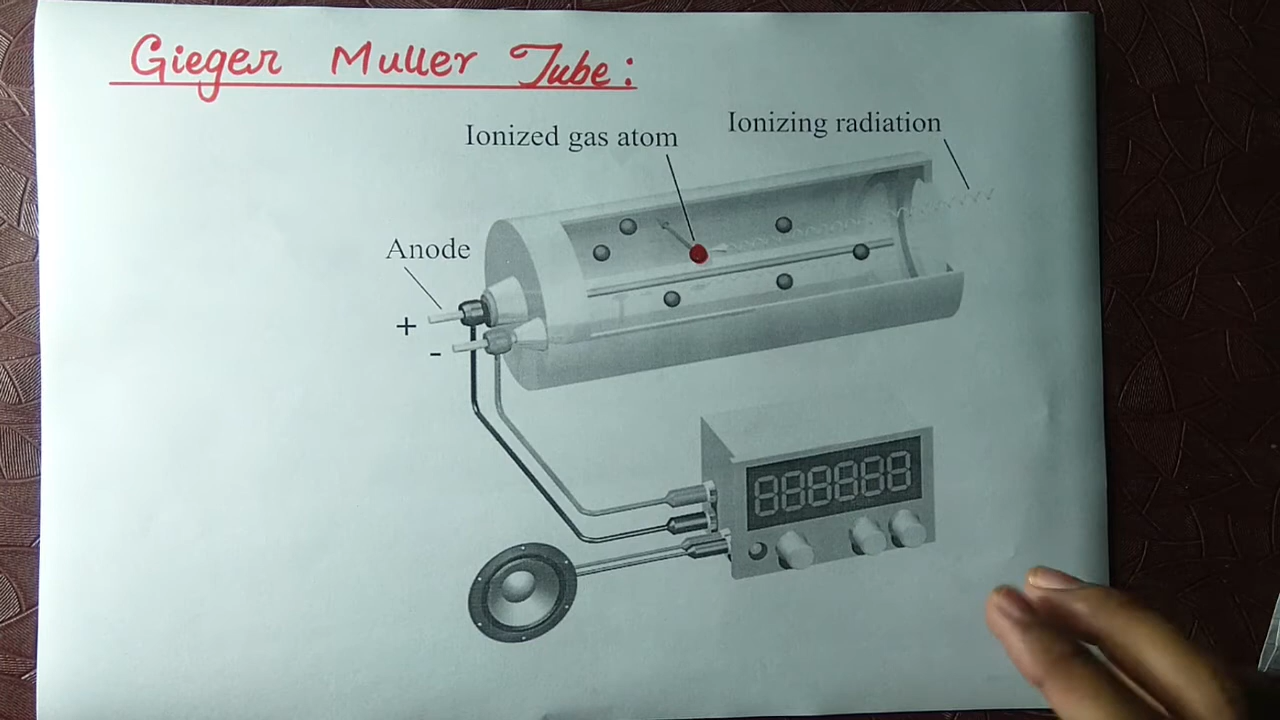 Gieger Muller Tube:
Ionizing radiation
Ionized gas atom
Anode
+
-
888888